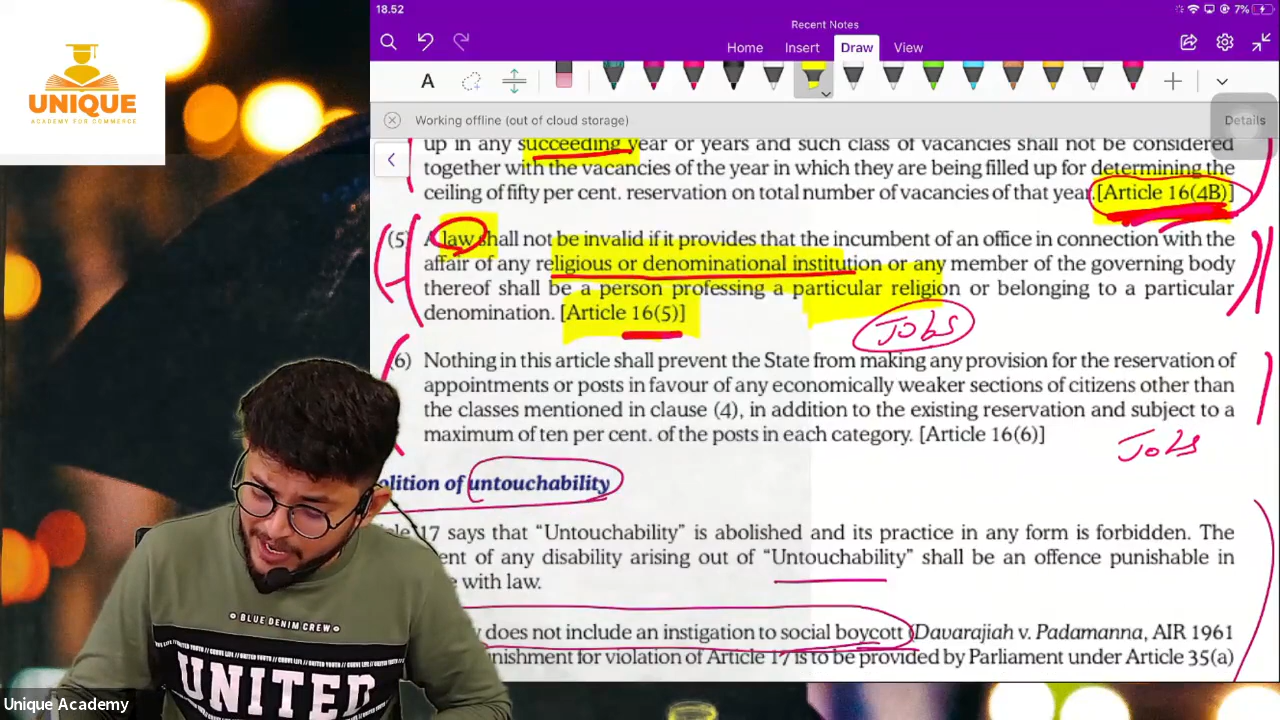 18.52
7%
Recent Notes
Home Insert Draw View
A
Working offline (out of cloud storage)
Details
UNIQUE
ACADEMY FOR COMMERCE
up in any succeeding year or years and such class of vacancies shall not be considered
together with the vacancies of the year in which they are being filled up for determining the
ceiling of fifty per cent. reservation on total number of vacancies of that year. [Article 16(4B)]
(5) A law shall not be invalid if it provides that the incumbent of an office in connection with the
affair of any religious or denominational institution or any member of the governing body
thereof shall be a person professing a particular religion or belonging to a particular
denomination. [Article 16(5)]
Jobs
(6) Nothing in this article shall prevent the State from making any provision for the reservation of
appointments or posts in favour of any economically weaker sections of citizens other than
the classes mentioned in clause (4), in addition to the existing reservation and subject to a
maximum of ten per cent. of the posts in each category. [Article 16(6)]
Jobs
olition of untouchability
17 says that “Untouchability” is abolished and its practice in any form is forbidden. The
ent of any disability arising out of “Untouchability” shall be an offence punishable in
with law.
does not include an instigation to social boycott (Davarajiah v. Padamanna, AIR 1961
nishment for violation of Article 17 is to be provided by Parliament under Article 35(a)
BLUE DENIM CREW
UNITED
Unique Academy